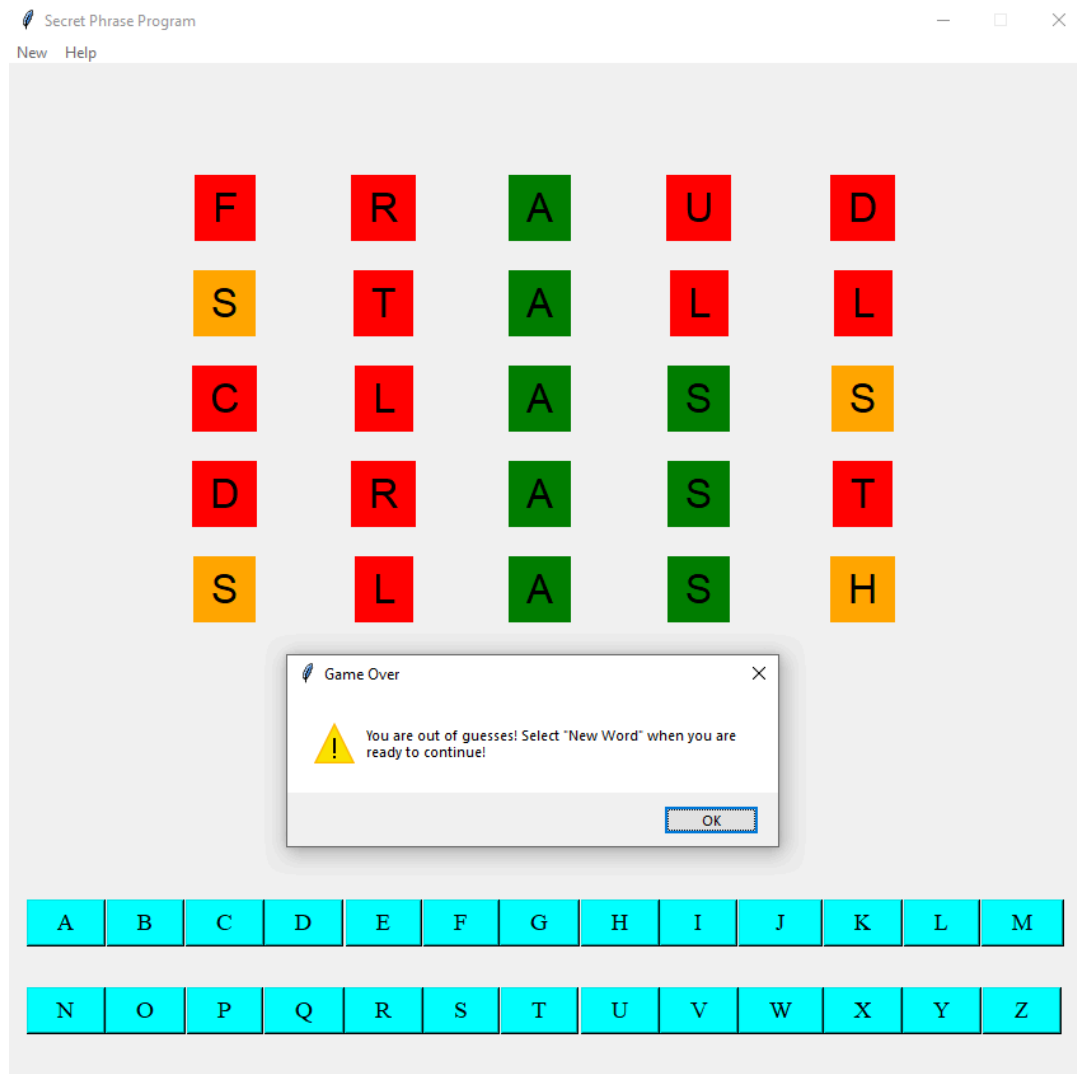 Secret Phrase Program
New Help
F R A U D
S T A L L
C L A S S
D R A S T
S L A S H
Game Over
You are out of guesses! Select "New Word" when you are
ready to continue!
OK
A B C D E F G H I J K L M
N O P Q R S T U V W X Y Z